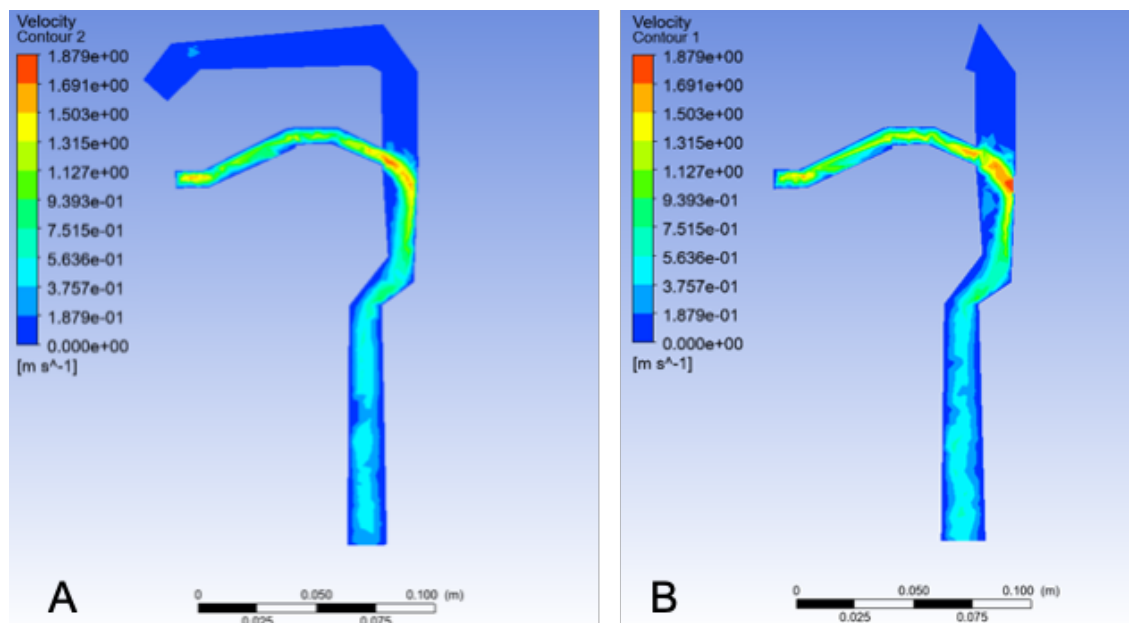 Velocity
Contour 2
1.879e+00
1.691e+00
1.503e+00
1.315e+00
1.127e+00
9.393e-01
7.515e-01
5.636e-01
3.757e-01
1.879e-01
0.000e+00
[m s^-1]
A
0 0.050 0.100 (m)
0.025 0.075
Velocity
Contour 1
1.879e+00
1.691e+00
1.503e+00
1.315e+00
1.127e+00
9.393e-01
7.515e-01
5.636e-01
3.757e-01
1.879e-01
0.000e+00
[m s^-1]
B
0 0.050 0.100 (m)
0.025 0.075